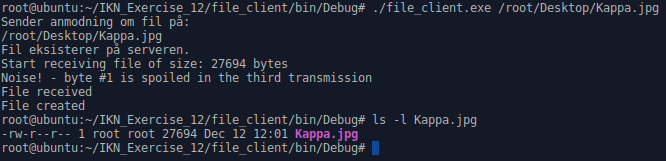 root@ubuntu:~/IKN_Exercise_12/file_client/bin/Debug# ./file_client.exe /root/Desktop/Kappa.jpg
Sender anmodning om fil på:
/root/Desktop/Kappa.jpg
Fil eksisterer på serveren.
Start receiving file of size: 27694 bytes
Noise! - byte #1 is spoiled in the third transmission
File received
File created
root@ubuntu:~/IKN_Exercise_12/file_client/bin/Debug# ls -l Kappa.jpg
-rw-r--r-- 1 root root 27694 Dec 12 12:01 Kappa.jpg
root@ubuntu:~/IKN_Exercise_12/file_client/bin/Debug#